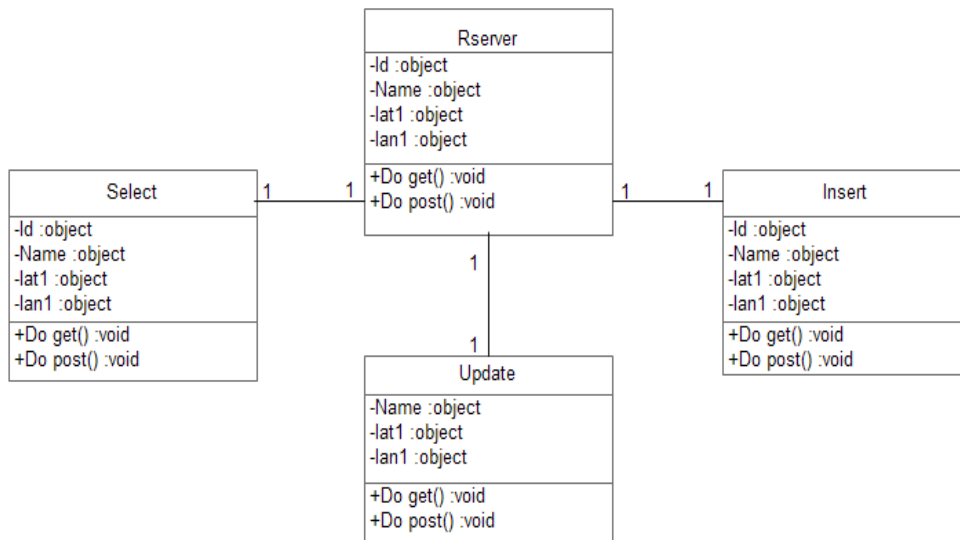 Rserver
-Id :object
-Name :object
-lat1 :object
-lan1 :object
+Do get() :void
+Do post() :void
Select
-Id :object
-Name :object
-lat1 :object
-lan1 :object
+Do get() :void
+Do post() :void
1
1
1
1
Insert
-Id :object
-Name :object
-lat1 :object
-lan1 :object
+Do get() :void
+Do post() :void
1
1
Update
-Name :object
-lat1 :object
-lan1 :object
+Do get() :void
+Do post() :void